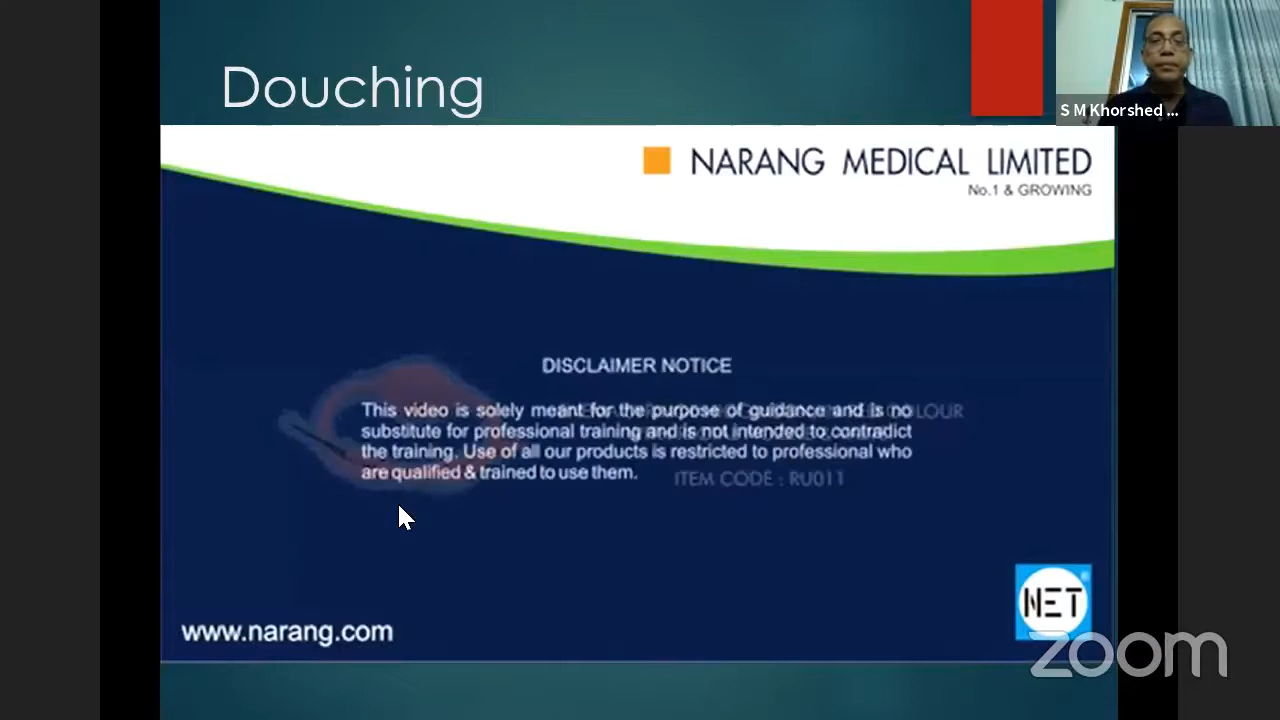 Douching
S M Khorshed ...
NARANG MEDICAL LIMITED
No.1 & GROWING
DISCLAIMER NOTICE
This video is solely meant for the purpose of guidance and is no
substitute for professional training and is not intended to contradict
the training. Use of all our products is restricted to professional who
are qualified & trained to use them.
COLOUR
ITEM CODE : RU011
NET
www.narang.com
zoom